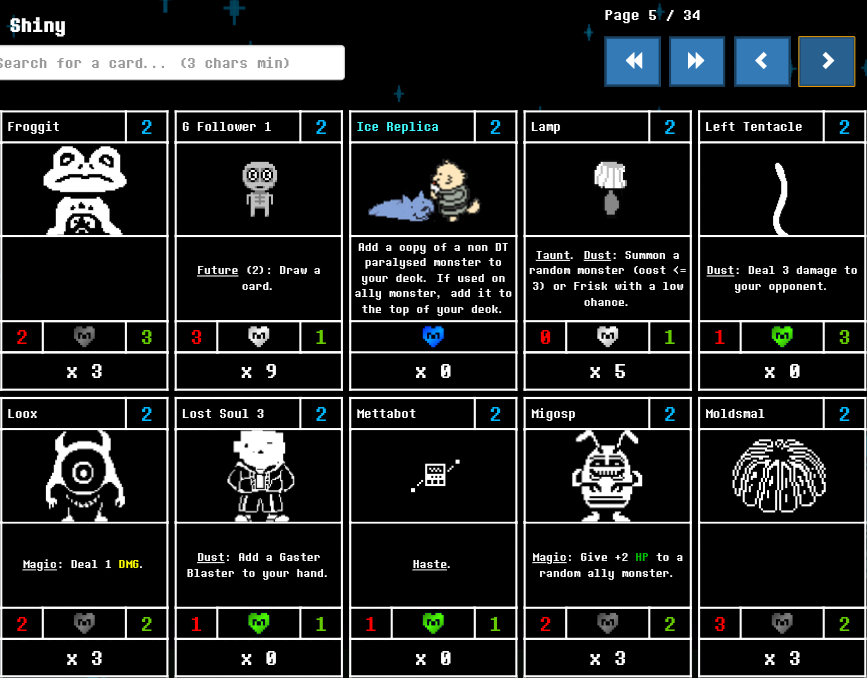 Shiny
Page 5 / 34
Search for a card... (3 chars min)
Froggit 2
2 3
x 3
G Follower 1 2
Future (2): Draw a
card.
3 1
x 9
Ice Replica 2
Add a copy of a non DT
paralysed monster to
your deck. If used on
ally monster, add it to
the top of your deck.
x 0
Lamp 2
Taunt. Dust: Summon a
random monster (cost <=
3) or Frisk with a low
chance.
0 1
x 5
Left Tentacle 2
Dust: Deal 3 damage to
your opponent.
1 3
x 0
Loox 2
Magic: Deal 1 DMG.
2 2
x 3
Lost Soul 3 2
Dust: Add a Gaster
Blaster to your hand.
1 1
x 0
Mettabot 2
Haste.
1 1
x 0
Migosp 2
Magic: Give +2 HP to a
random ally monster.
2 2
x 3
Moldsmal 2
3 2
x 3